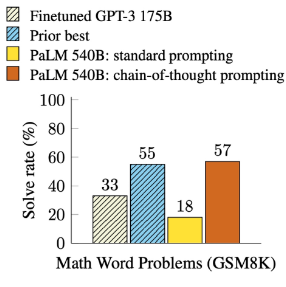 Finetuned GPT-3 175B
Prior best
PaLM 540B: standard prompting
PaLM 540B: chain-of-thought prompting
100
80
60
40
20
0
Solve rate (%)
33
55
18
57
Math Word Problems (GSM8K)